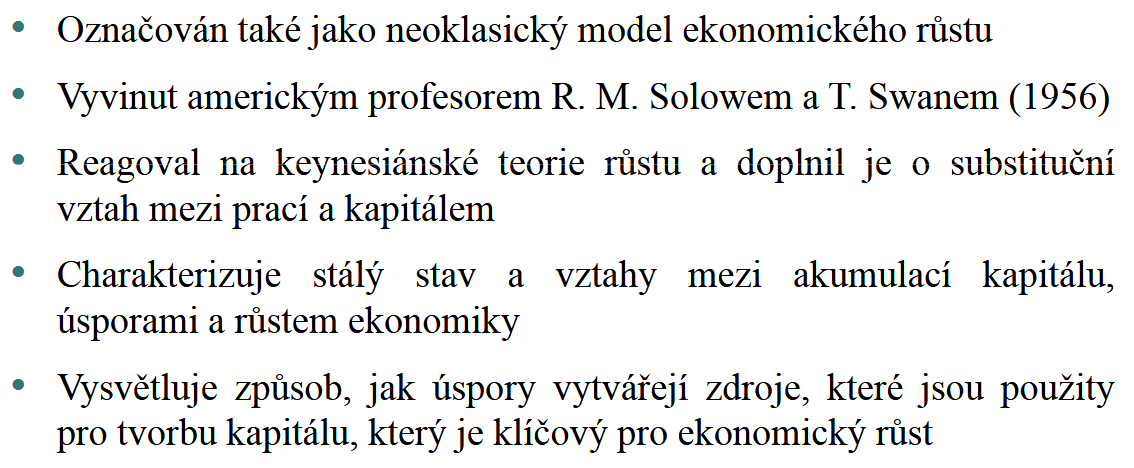 • Označován také jako neoklasický model ekonomického růstu
• Vyvinut americkým profesorem R. M. Solowem a T. Swanem (1956)
• Reagoval na keynesiánské teorie růstu a doplnil je o substituční
vztah mezi prací a kapitálem
• Charakterizuje stálý stav a vztahy mezi akumulací kapitálu,
úsporami a růstem ekonomiky
• Vysvětluje způsob, jak úspory vytvářejí zdroje, které jsou použity
pro tvorbu kapitálu, který je klíčový pro ekonomický růst